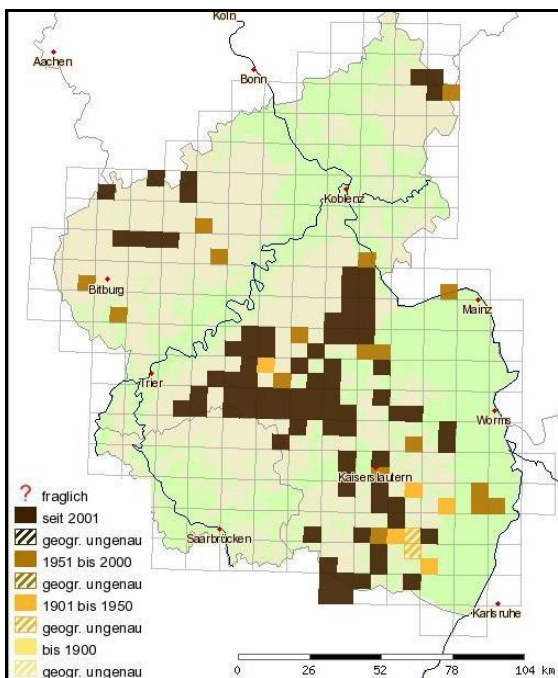 Köln
Aachen
Bonn
Koblenz
Bitburg
Mainz
Trier
Worms
Kaiserslautern
Saarbrücken
Karlsruhe
? fraglich
seit 2001
geogr. ungenau
1951 bis 2000
geogr. ungenau
1901 bis 1950
geogr. ungenau
bis 1900
geogr. ungenau
0 26 52 78 104 km